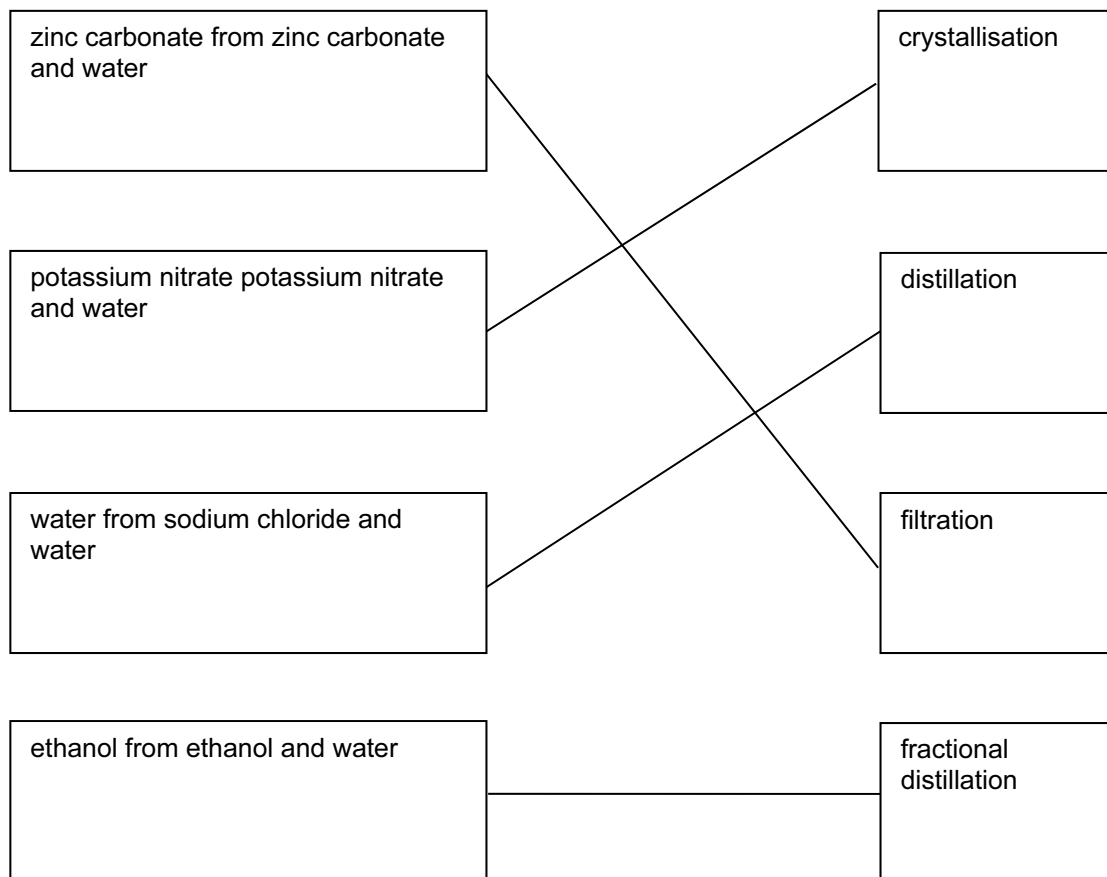 zinc carbonate from zinc carbonate
and water
crystallisation
potassium nitrate potassium nitrate
and water
distillation
water from sodium chloride and
water
filtration
ethanol from ethanol and water
fractional
distillation